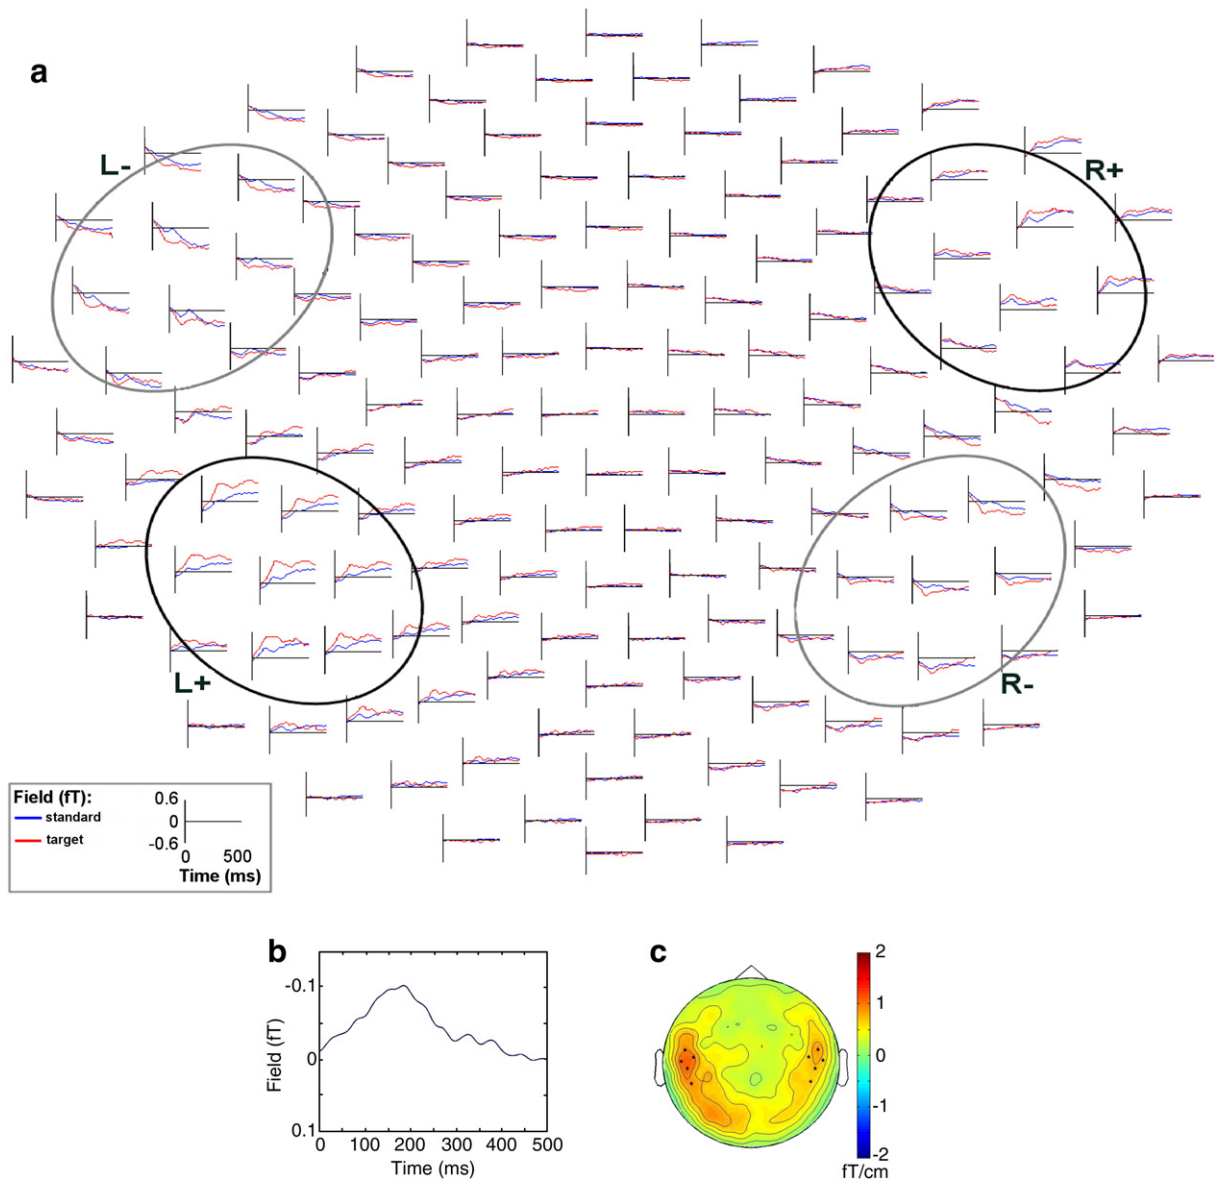 a
L-
R+
L+
R-
Field (fT):
standard
target
0.6
0
-0.6
0 500
Time (ms)
b
-0.1
0
0.1
Field (fT)
0 100 200 300 400 500
Time (ms)
c
2
1
0
-1
-2
fT/cm